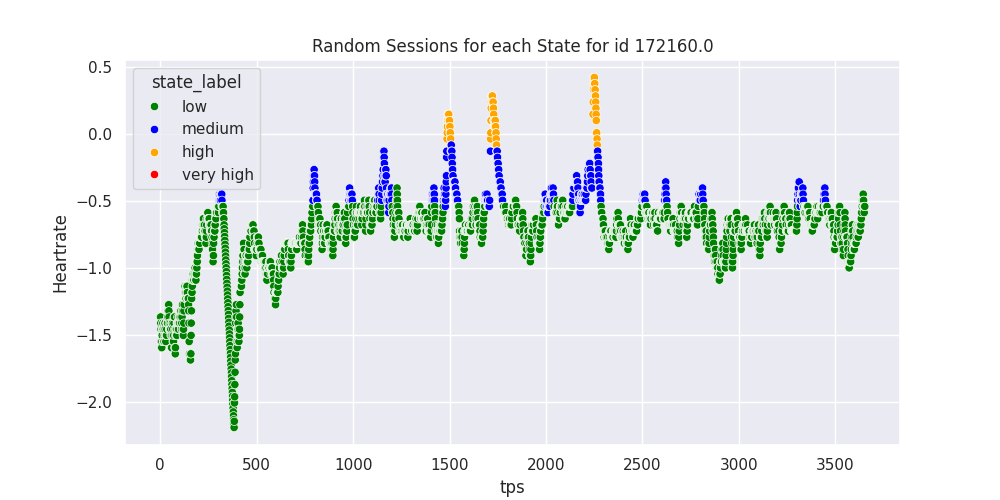 Random Sessions for each State for id 172160.0
state_label
low
medium
high
very high
Heartrate
0.5
0.0
−0.5
−1.0
−1.5
−2.0
0 500 1000 1500 2000 2500 3000 3500
tps